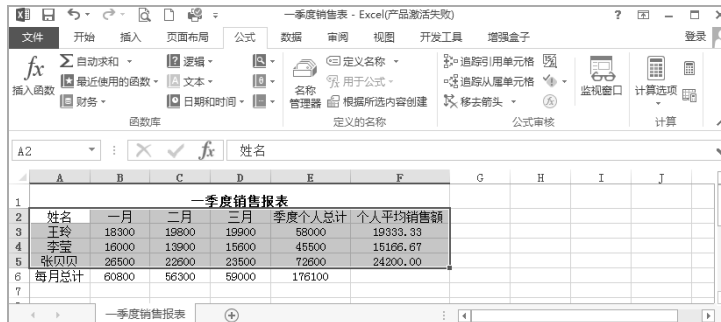 一季度销售表 - Excel(产品激活失败)
文件 开始 插入 页面布局 公式 数据 审阅 视图 开发工具 增强盒子 登录
fx 插入函数
自动求和 逻辑
最近使用的函数 文本
财务 日期和时间
函数库
名称管理器
定义名称
用于公式
根据所选内容创建
定义的名称
追踪引用单元格
追踪从属单元格
移去箭头
公式审核
监视窗口
计算选项
计算
A2 fx 姓名
A B C D E F G H I J
1 一季度销售报表
2 姓名 一月 二月 三月 季度个人总计 个人平均销售额
3 王玲 18300 19800 19900 58000 19333.33
4 李莹 16000 13900 15600 45500 15166.67
5 张贝贝 26500 22600 23500 72600 24200.00
6 每月总计 60800 56300 59000 176100
7
一季度销售报表